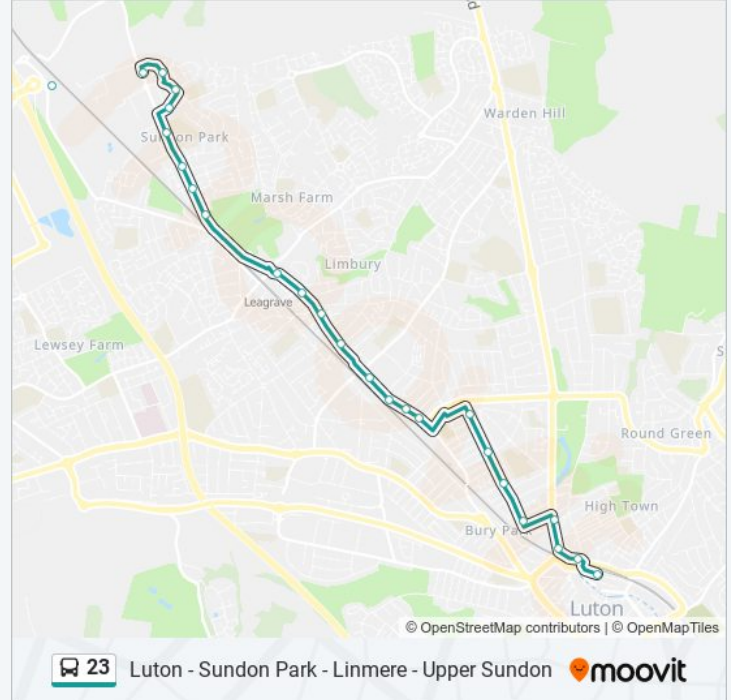 Warden Hill
Sundon Park
Marsh Farm
Limbury
Leagrave
Lewsey Farm
Round Green
High Town
Bury Park
Luton
© OpenStreetMap contributors | © OpenMapTiles
23 Luton - Sundon Park - Linmere - Upper Sundon moovit